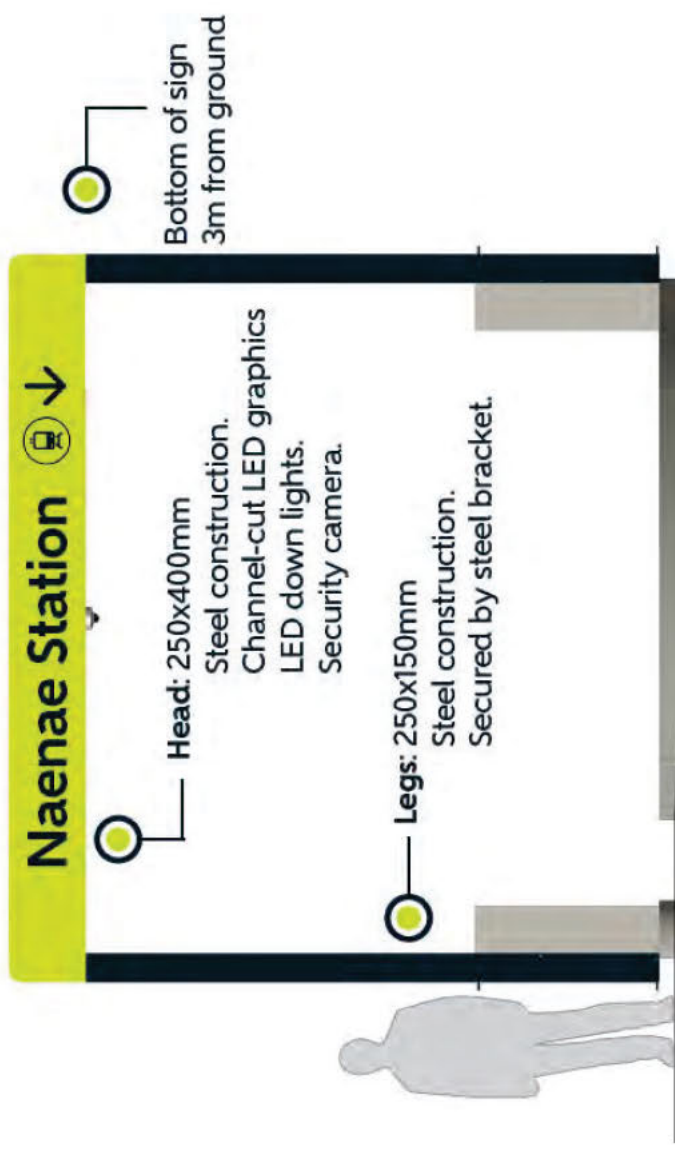 Naenae Station
Bottom of sign
3m from ground
Head: 250x400mm
Steel construction.
Channel-cut LED graphics
LED down lights.
Security camera.
Legs: 250x150mm
Steel construction.
Secured by steel bracket.